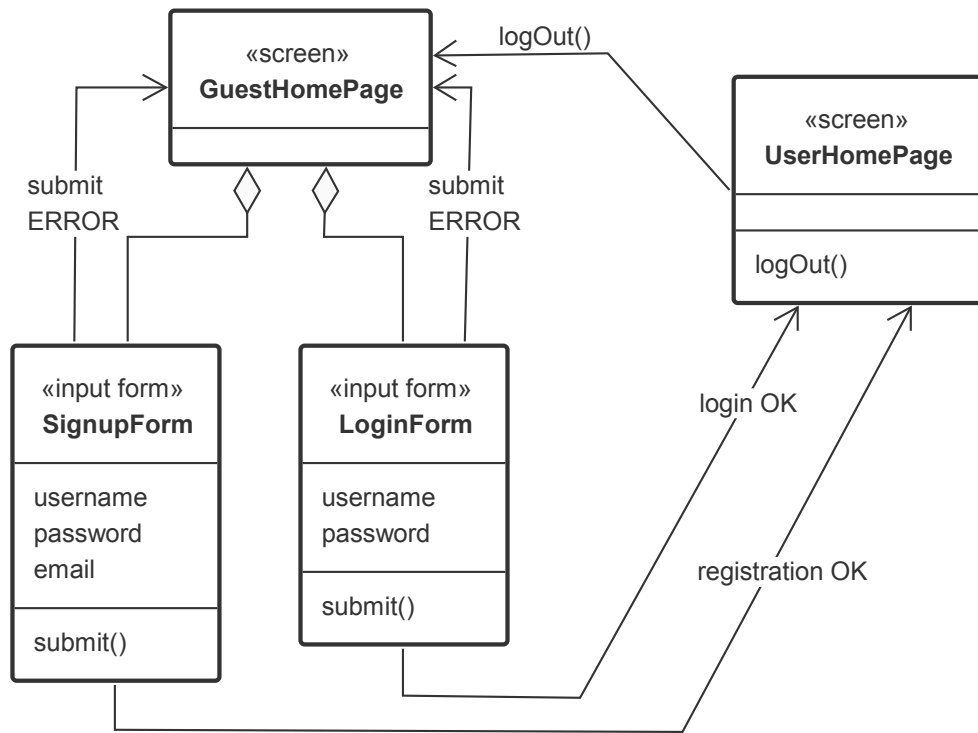 «screen»
GuestHomePage
logOut()
«screen»
UserHomePage
logOut()
submit
ERROR
submit
ERROR
«input form»
SignupForm
username
password
email
submit()
«input form»
LoginForm
username
password
submit()
login OK
registration OK